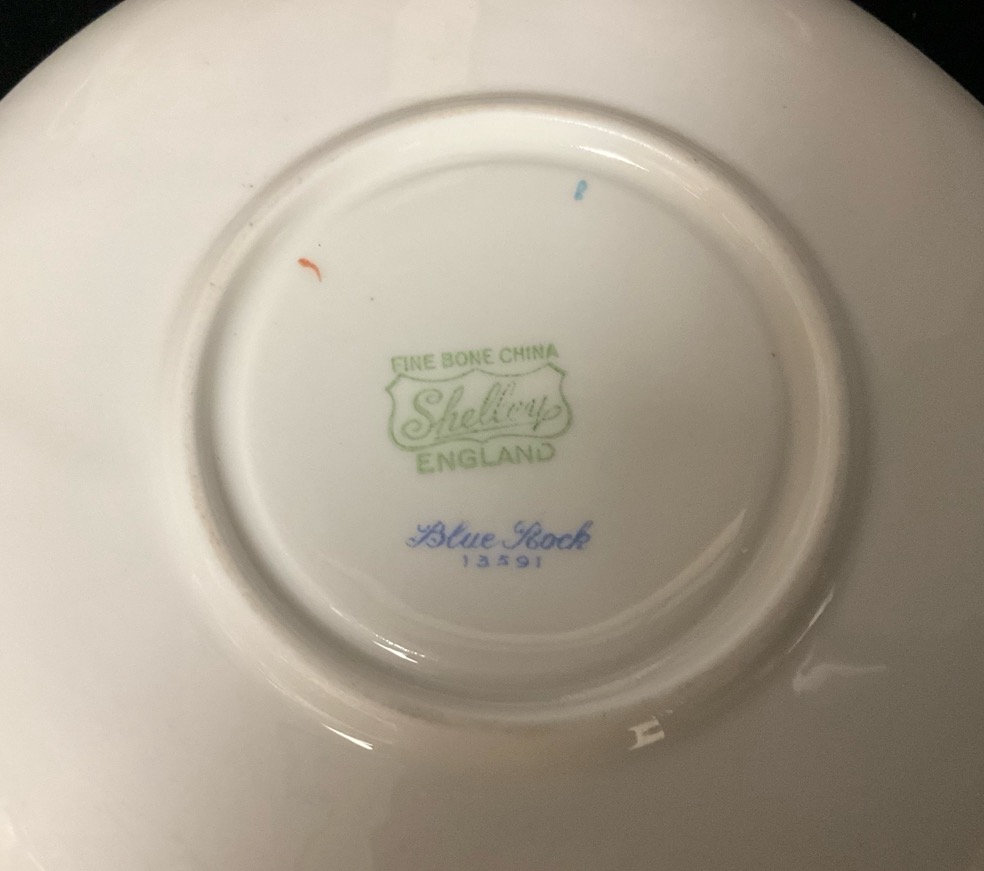 FINE BONE CHINA
Shelley
ENGLAND
Blue Rock
13591